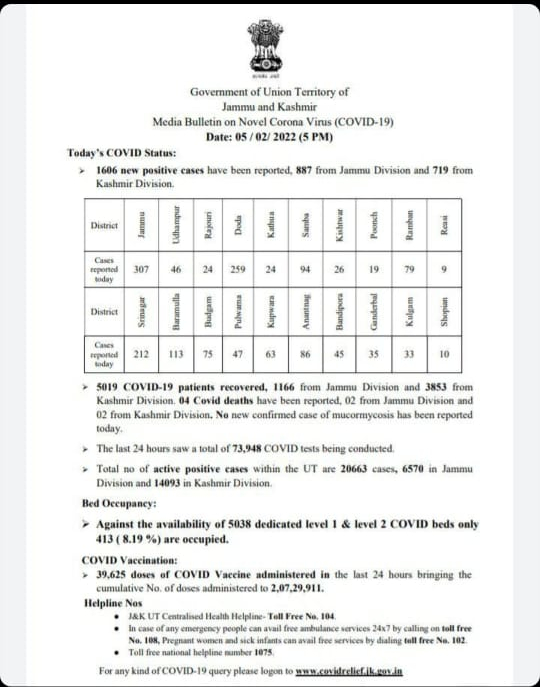 Government of Union Territory of
Jammu and Kashmir
Media Bulletin on Novel Corona Virus (COVID-19)
Date: 05 / 02/ 2022 (5 PM)
Today's COVID Status:
➢ 1606 new positive cases have been reported, 887 from Jammu Division and 719 from
Kashmir Division.
District Jammu Udhampur Rajouri Doda Kathua Samba Kishtwar Poonch Ramban Reasi
Cases
reported
today
307 46 24 259 24 94 26 19 79 9
District Srinagar Baramulla Budgam Pulwama Kupwara Anantnag Bandipora Ganderbal Kulgam Shopian
Cases
reported
today
212 113 75 47 63 86 45 35 33 10
➢ 5019 COVID-19 patients recovered, 1166 from Jammu Division and 3853 from
Kashmir Division. 04 Covid deaths have been reported, 02 from Jammu Division and
02 from Kashmir Division. No new confirmed case of mucormycosis has been reported
today.
➢ The last 24 hours saw a total of 73,948 COVID tests being conducted.
➢ Total no of active positive cases within the UT are 20663 cases, 6570 in Jammu
Division and 14093 in Kashmir Division.
Bed Occupancy:
➢ Against the availability of 5038 dedicated level 1 & level 2 COVID beds only
413 ( 8.19 %) are occupied.
COVID Vaccination:
➢ 39,625 doses of COVID Vaccine administered in the last 24 hours bringing the
cumulative No. of doses administered to 2,07,29,911.
Helpline Nos
• J&K UT Centralised Health Helpline- Toll Free No. 104.
• In case of any emergency people can avail free ambulance services 24x7 by calling on toll free
No. 108, Pregnant women and sick infants can avail free services by dialing toll free No. 102.
• Toll free national helpline number 1075.
For any kind of COVID-19 query please logon to www.covidrelief.jk.gov.in